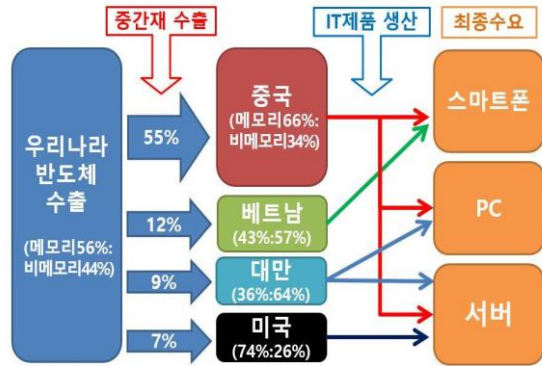 중간재 수출
IT제품 생산
최종수요
우리나라
반도체
수출
(메모리56%:
비메모리44%)
55%
중국
(메모리66%:
비메모리34%)
스마트폰
12%
베트남
(43%:57%)
PC
9%
대만
(36%:64%)
7%
미국
(74%:26%)
서버